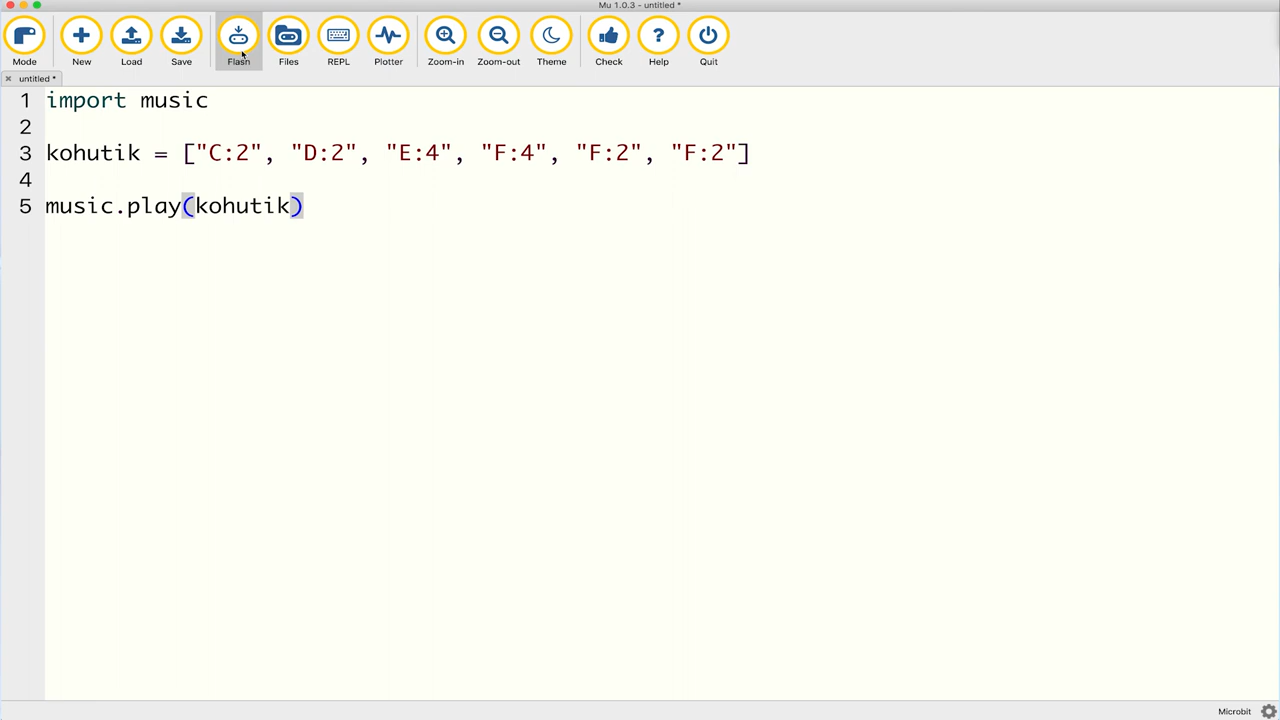 Mu 1.0.3 - untitled *
Mode New Load Save Flash Files REPL Plotter Zoom-in Zoom-out Theme Check Help Quit
untitled *
1 import music
2
3 kohutik = ["C:2", "D:2", "E:4", "F:4", "F:2", "F:2"]
4
5 music.play(kohutik)
Microbit